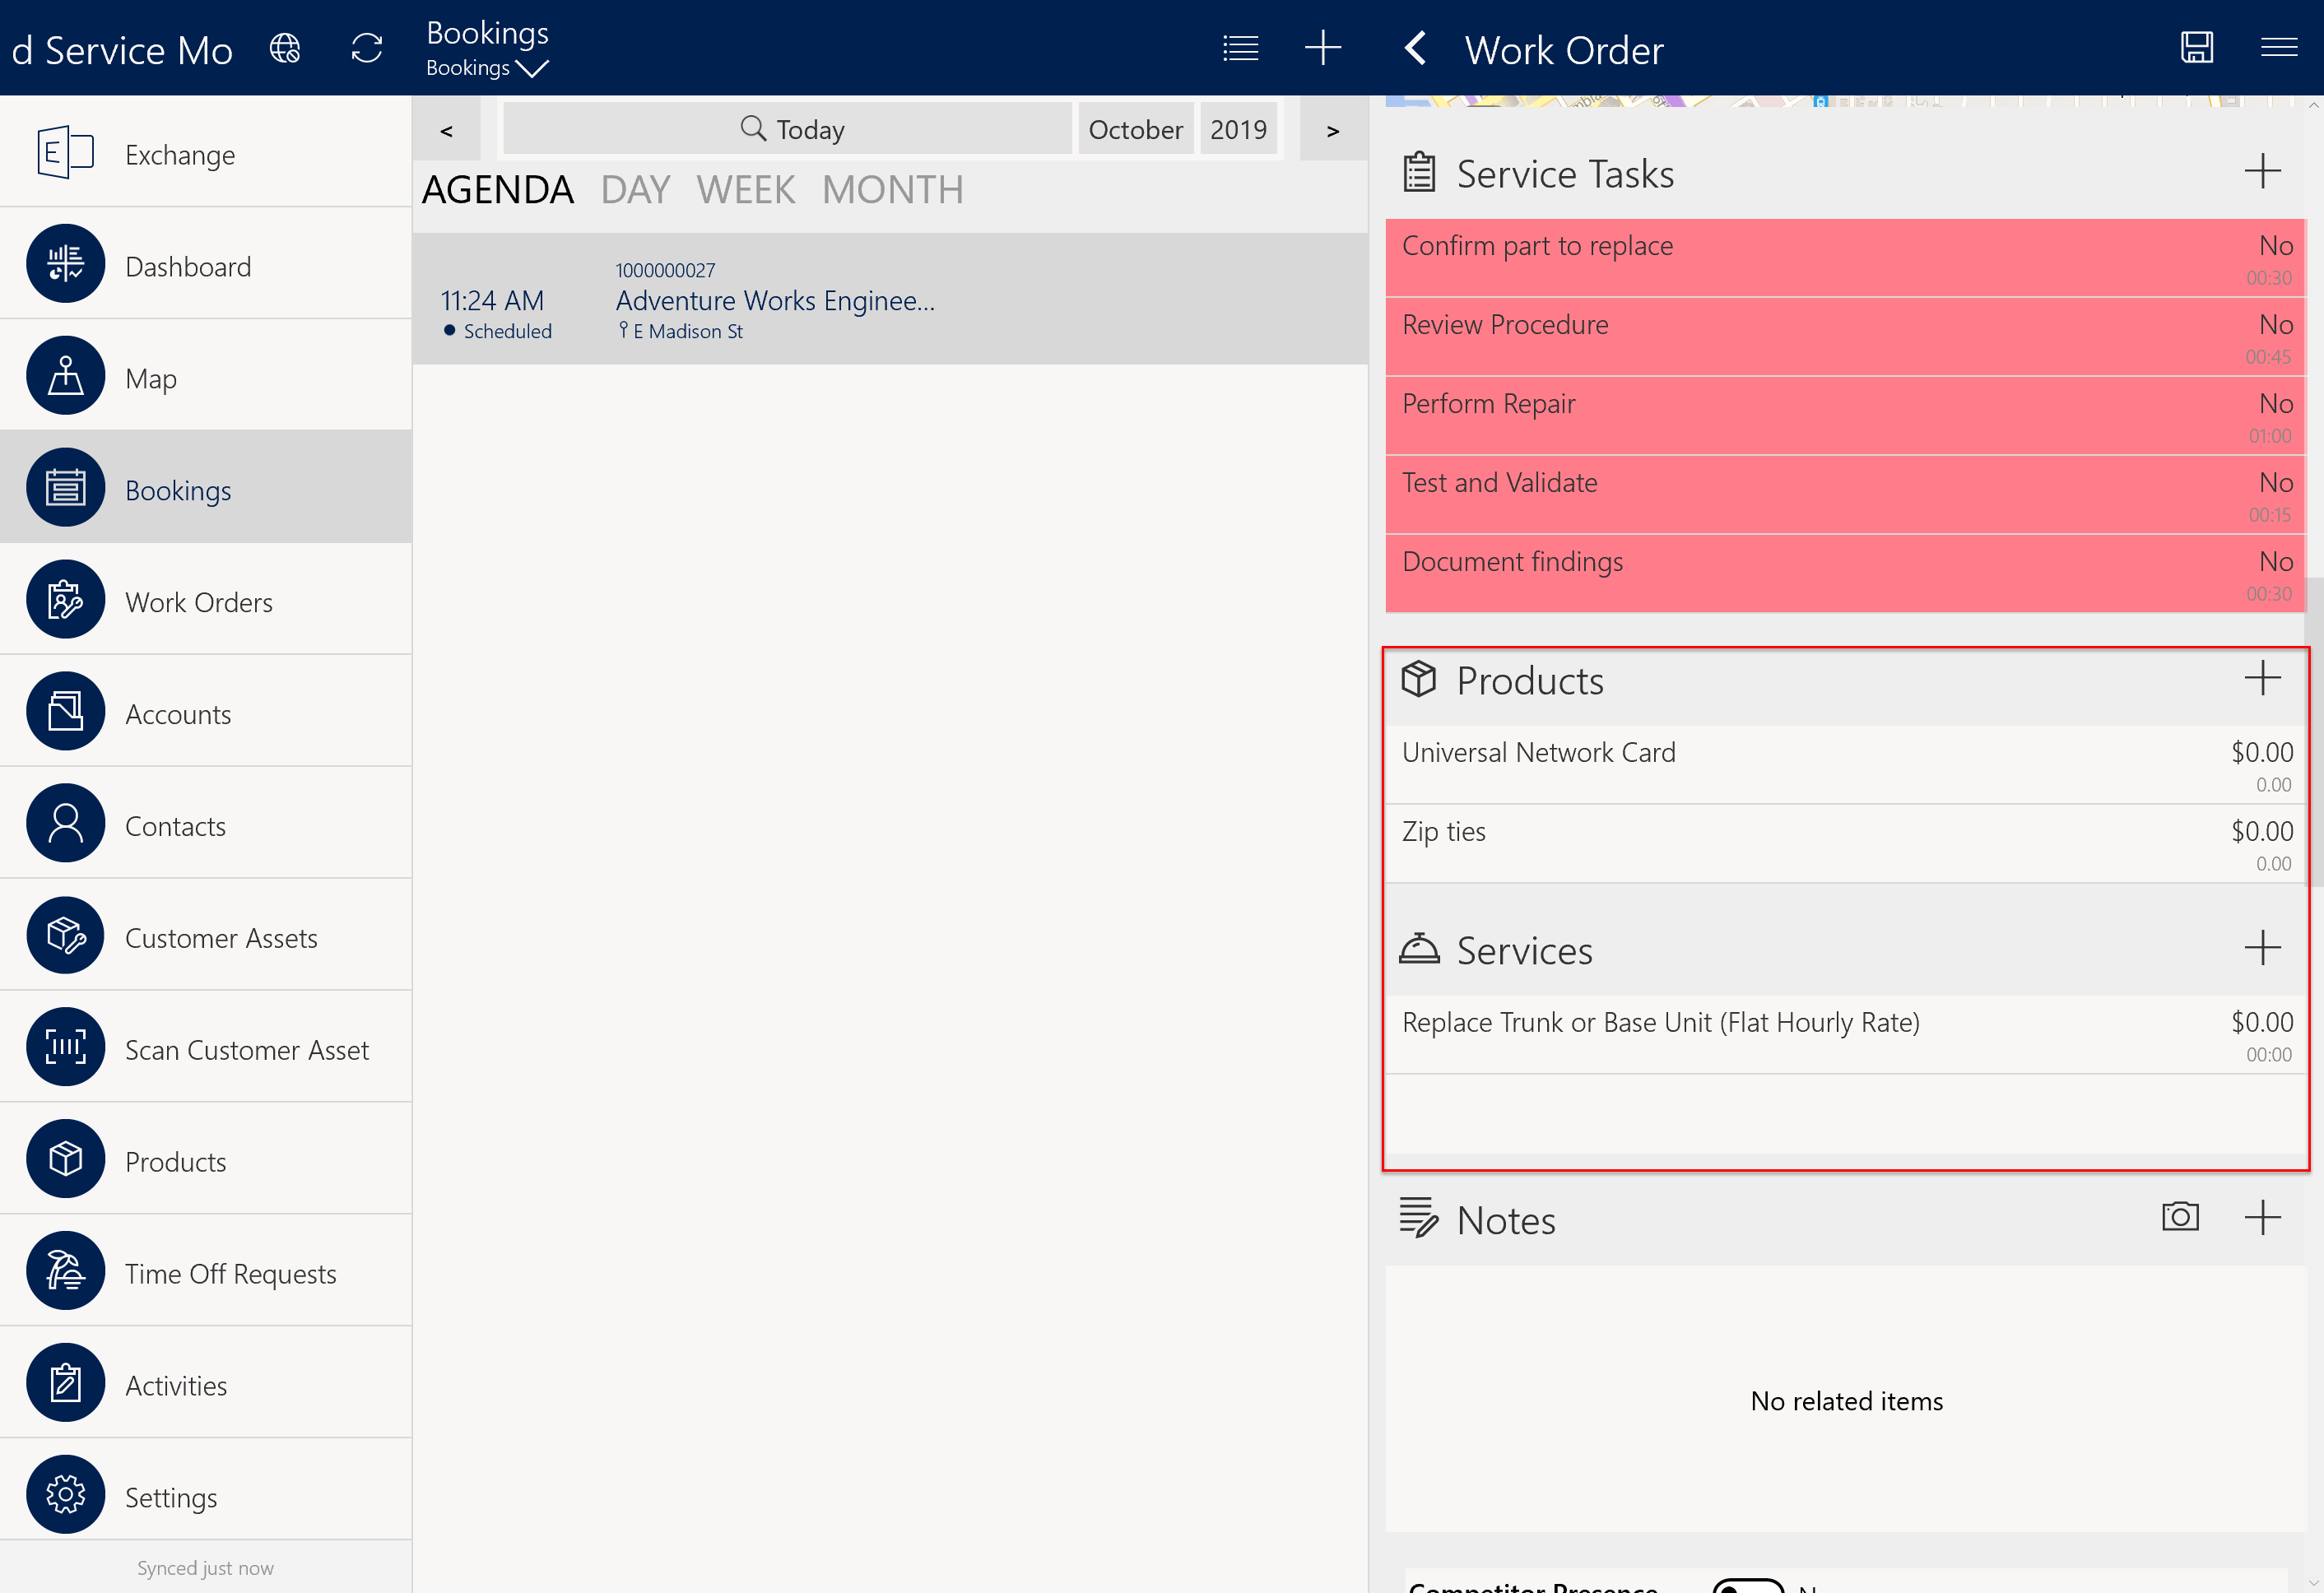 d Service Mo
Bookings
Bookings
Work Order
Exchange
Dashboard
Map
Bookings
Work Orders
Accounts
Contacts
Customer Assets
Scan Customer Asset
Products
Time Off Requests
Activities
Settings
Synced just now
< Today October 2019 >
AGENDA DAY WEEK MONTH
1000000027
11:24 AM Adventure Works Enginee...
Scheduled E Madison St
Service Tasks
Confirm part to replace No
00:30
Review Procedure No
00:45
Perform Repair No
01:00
Test and Validate No
00:15
Document findings No
00:30
Products
Universal Network Card $0.00
0.00
Zip ties $0.00
0.00
Services
Replace Trunk or Base Unit (Flat Hourly Rate) $0.00
00:00
Notes
No related items
Competitor Presence